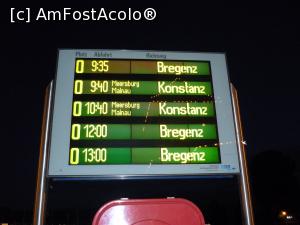 [c] AmFostAcolo®
Abfahrt Richtung
0 9:35 Bregenz
0 9:40 Meersburg Mainau Konstanz
0 10:40 Meersburg Mainau Konstanz
0 12:00 Bregenz
0 13:00 Bregenz